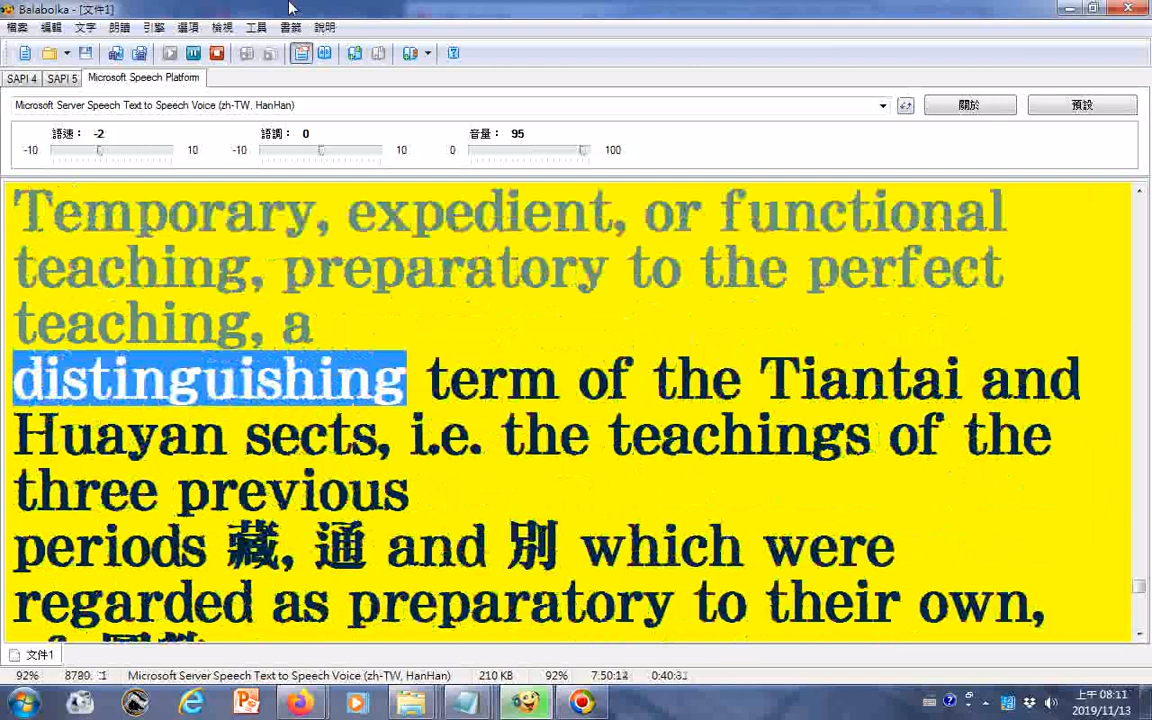 Balabolka - [文件1]
檔案 編輯 文字 朗讀 引擎 選項 檢視 工具 書籤 說明
SAPI 4 SAPI 5 Microsoft Speech Platform
Microsoft Server Speech Text to Speech Voice (zh-TW, HanHan) 關於 預設
語速： -2 語調： 0 音量： 95
-10 10 -10 10 0 100
Temporary, expedient, or functional
teaching, preparatory to the perfect
teaching, a
distinguishing term of the Tiantai and
Huayan sects, i.e. the teachings of the
three previous
periods 藏, 通 and 別 which were
regarded as preparatory to their own,
文件1
92% Microsoft Server Speech Text to Speech Voice (zh-TW, HanHan) 210 KB 92%
上午 08:11
2019/11/13